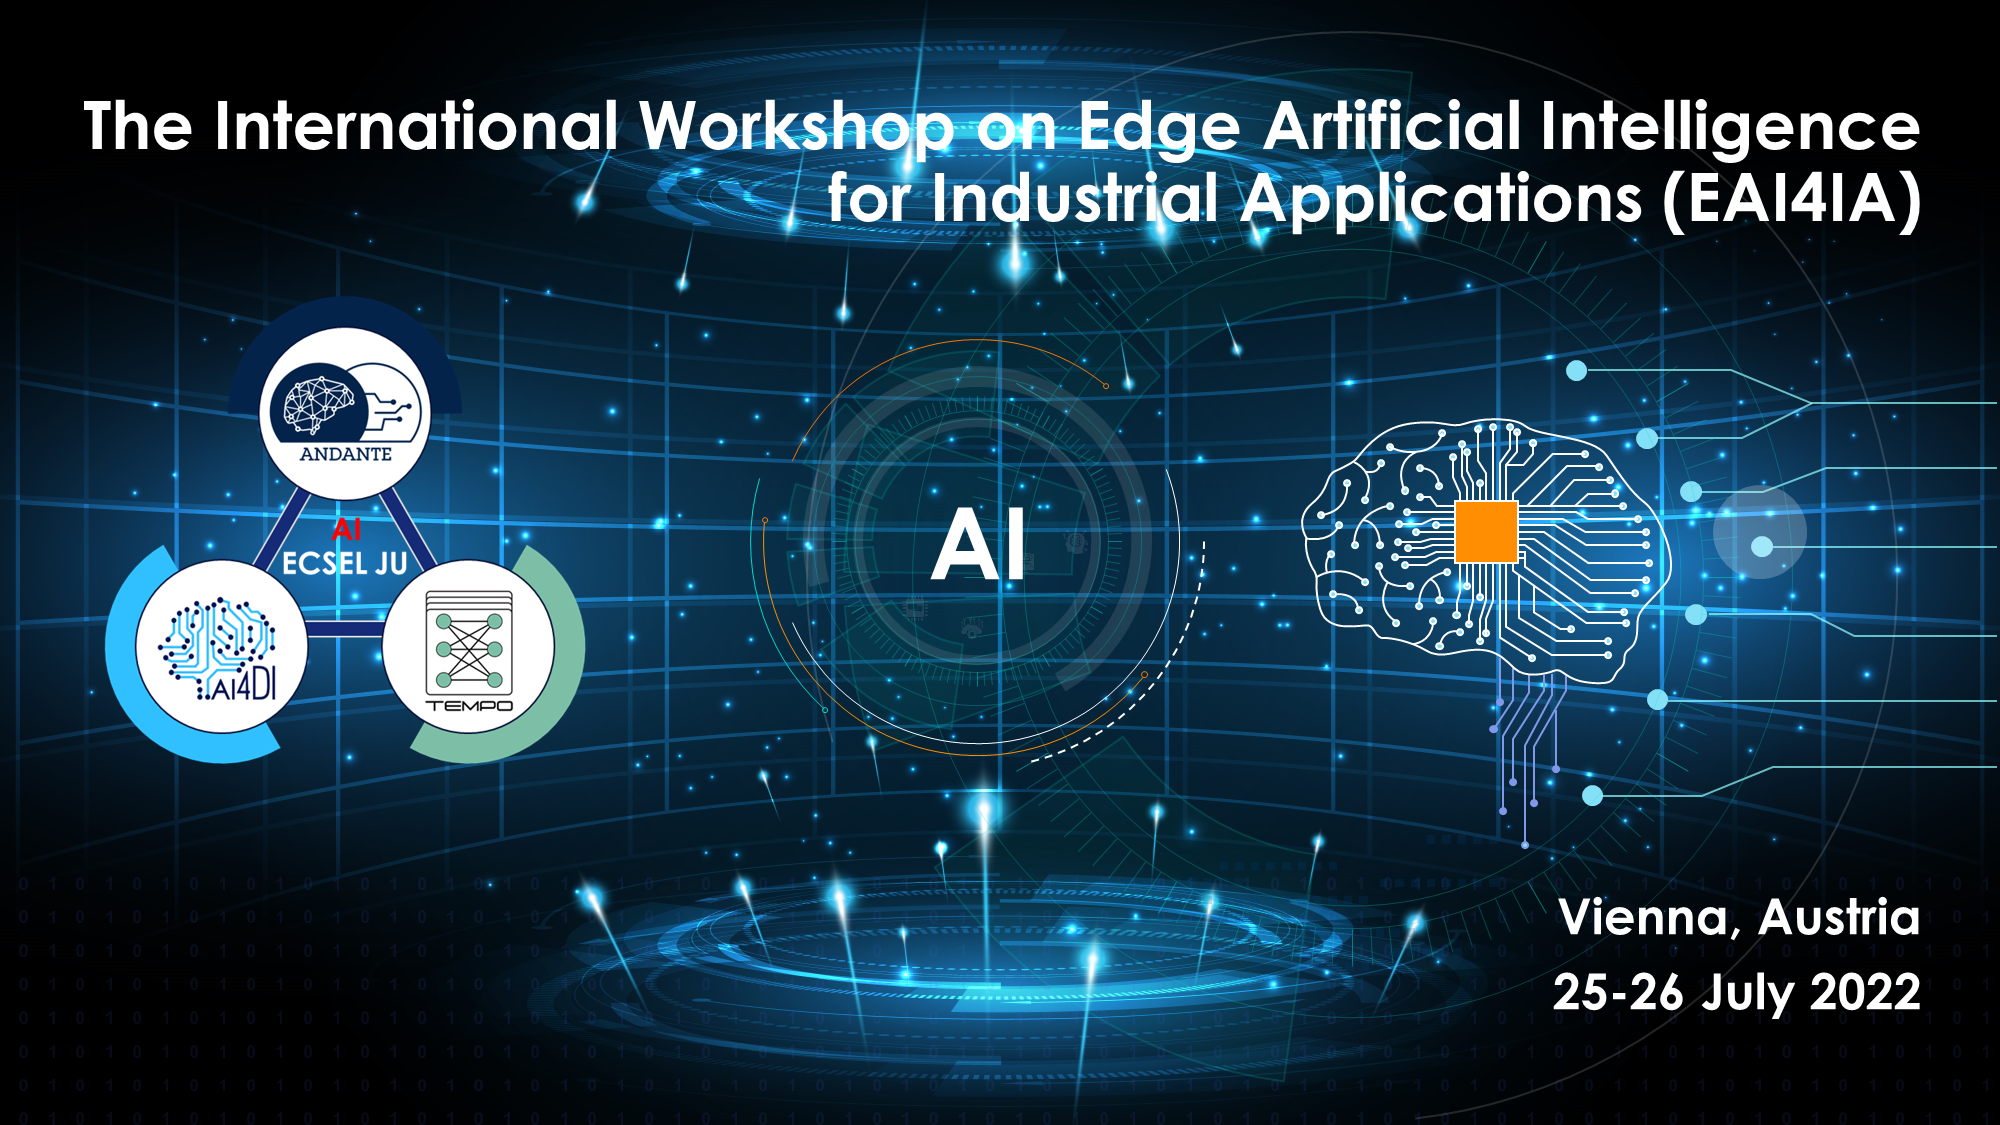 The International Workshop on Edge Artificial Intelligence
for Industrial Applications (EAI4IA)
ANDANTE
AI
ECSEL JU
AI4DI
TEMPO
AI
Vienna, Austria
25-26 July 2022